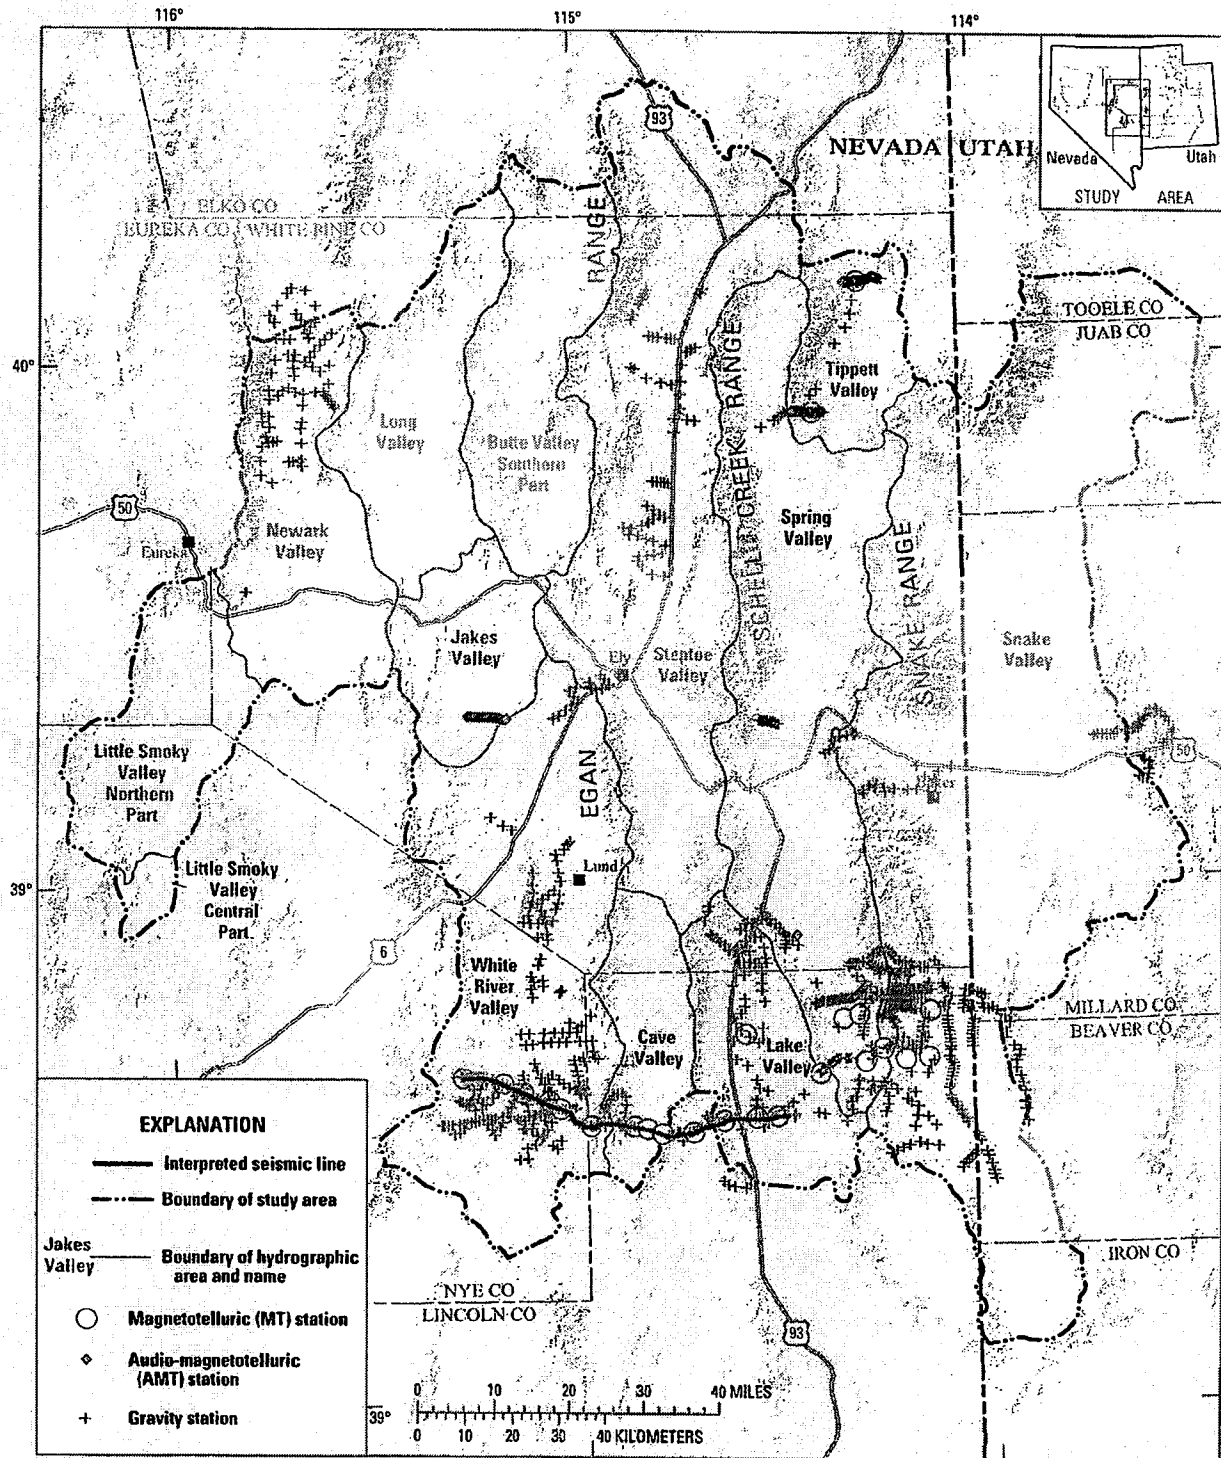 116°
115°
114°
93
NEVADA
UTAH
Nevada
Utah
STUDY AREA
ELKO CO
EUREKA CO
WHITE PINE CO
RANGE
TOOELE CO
JUAB CO
40°
Tippett
Valley
SCHELL CREEK RANGE
Long
Valley
Butte Valley
Southern
Part
50
Eureka
Newark
Valley
Spring
Valley
SNAKE RANGE
Jakes
Valley
Ely
Steptoe
Valley
Snake
Valley
50
Little Smoky
Valley
Northern
Part
EGAN
Lund
39°
Little Smoky
Valley
Central
Part
6
White
River
Valley
Cave
Valley
Lake
Valley
MILLARD CO
BEAVER CO
EXPLANATION
Interpreted seismic line
Boundary of study area
Jakes
Valley
Boundary of hydrographic
area and name
Magnetotelluric (MT) station
Audio-magnetotelluric
(AMT) station
Gravity station
IRON CO
NYE CO
LINCOLN CO
93
0 10 20 30 40 MILES
39°
0 10 20 30 40 KILOMETERS